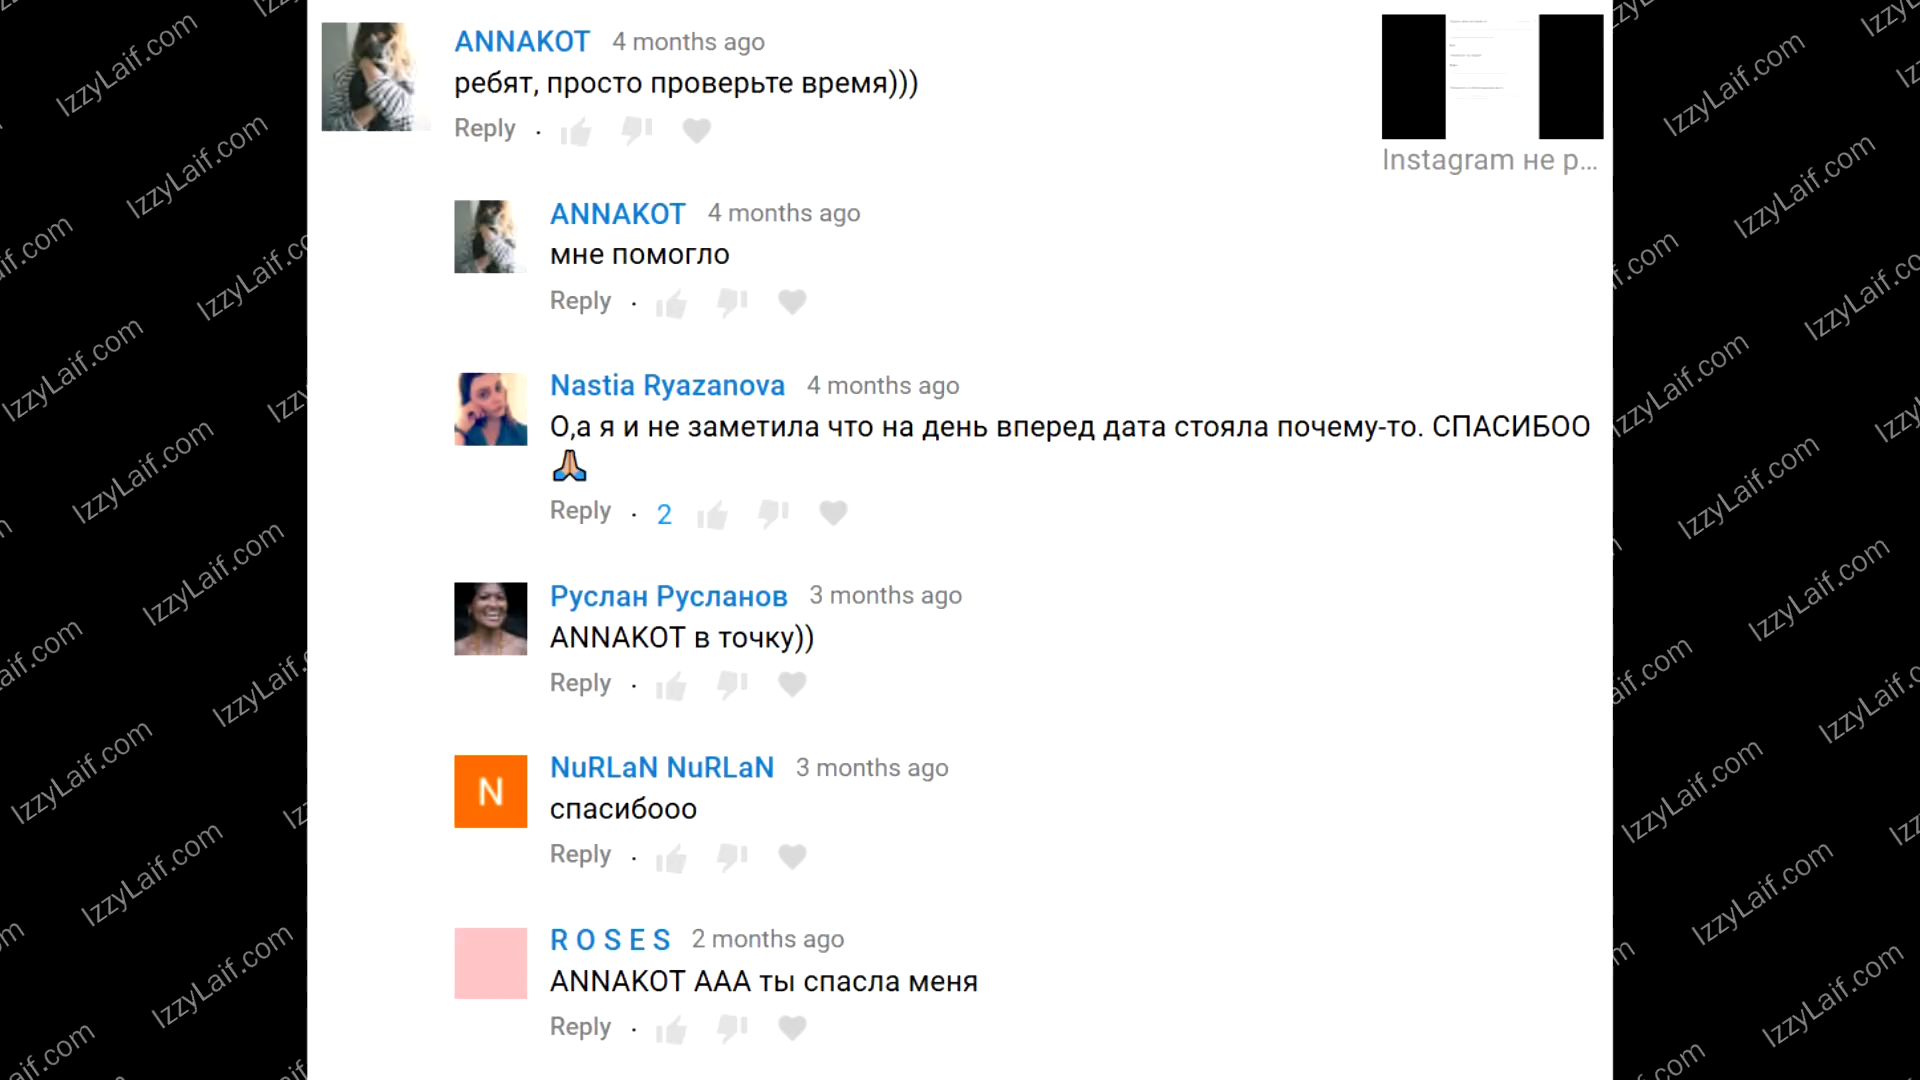 ANNAKOT 4 months ago
ребят, просто проверьте время)))
Reply ·
Instagram не р...
ANNAKOT 4 months ago
мне помогло
Reply ·
Nastia Ryazanova 4 months ago
О,а я и не заметила что на день вперед дата стояла почему-то. СПАСИБОО
🙏🏼
Reply · 2
Руслан Русланов 3 months ago
ANNAKOT в точку))
Reply ·
N
NuRLaN NuRLaN 3 months ago
спасибооо
Reply ·
R O S E S 2 months ago
ANNAKOT ААА ты спасла меня
Reply ·
IzzyLaif.com